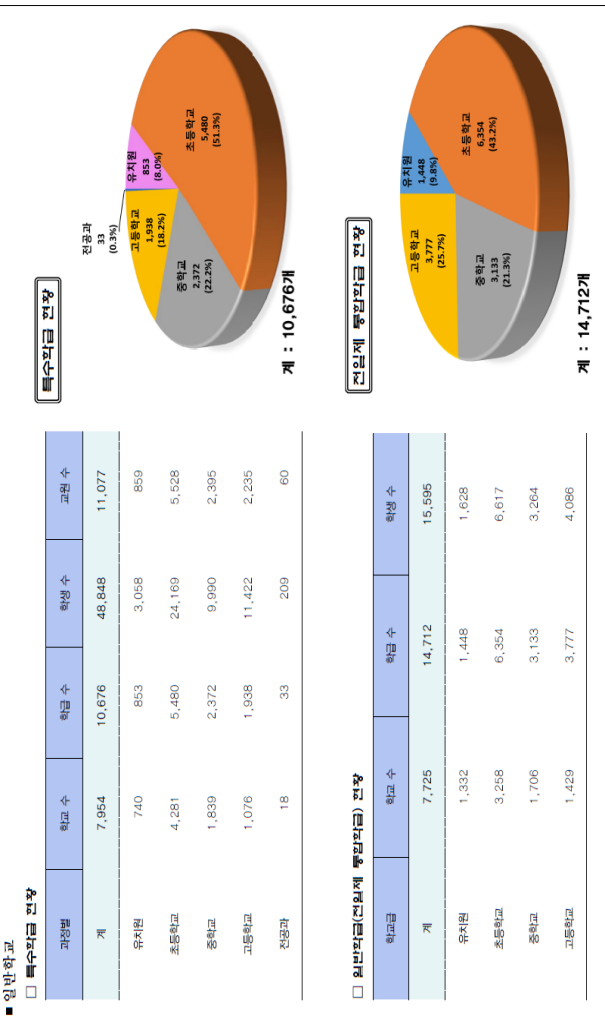 ■ 일반학교
□ 특수학급 현황
과정별 학교 수 학급 수 학생 수 교원 수
계 7,954 10,676 48,848 11,077
유치원 740 853 3,058 859
초등학교 4,281 5,480 24,169 5,528
중학교 1,839 2,372 9,990 2,395
고등학교 1,076 1,938 11,422 2,235
전공과 18 33 209 60
특수학급 현황
전공과
33
(0.3%)
유치원
853
(8.0%)
고등학교
1,938
(18.2%)
초등학교
5,480
(51.3%)
중학교
2,372
(22.2%)
계 : 10,676개
□ 일반학급(전일제 통합학급) 현황
학교급 학교 수 학급 수 학생 수
계 7,725 14,712 15,595
유치원 1,332 1,448 1,628
초등학교 3,258 6,354 6,617
중학교 1,706 3,133 3,264
고등학교 1,429 3,777 4,086
전일제 통합학급 현황
유치원
1,448
(9.8%)
고등학교
3,777
(25.7%)
초등학교
6,354
(43.2%)
중학교
3,133
(21.3%)
계 : 14,712개